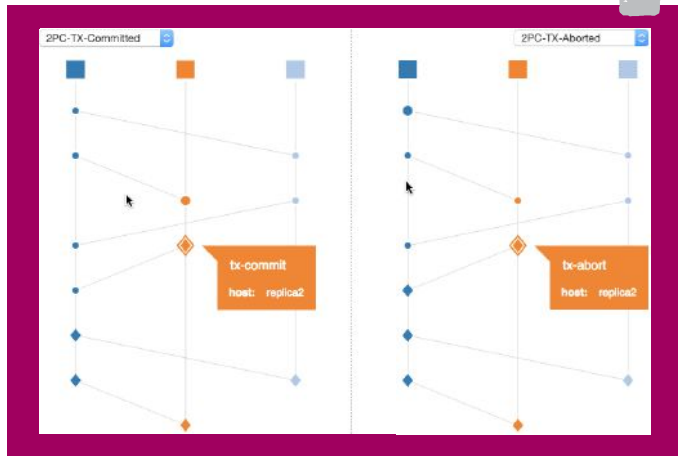 2PC-TX-Committed
2PC-TX-Aborted
tx-commit
host: replica2
tx-abort
host: replica2